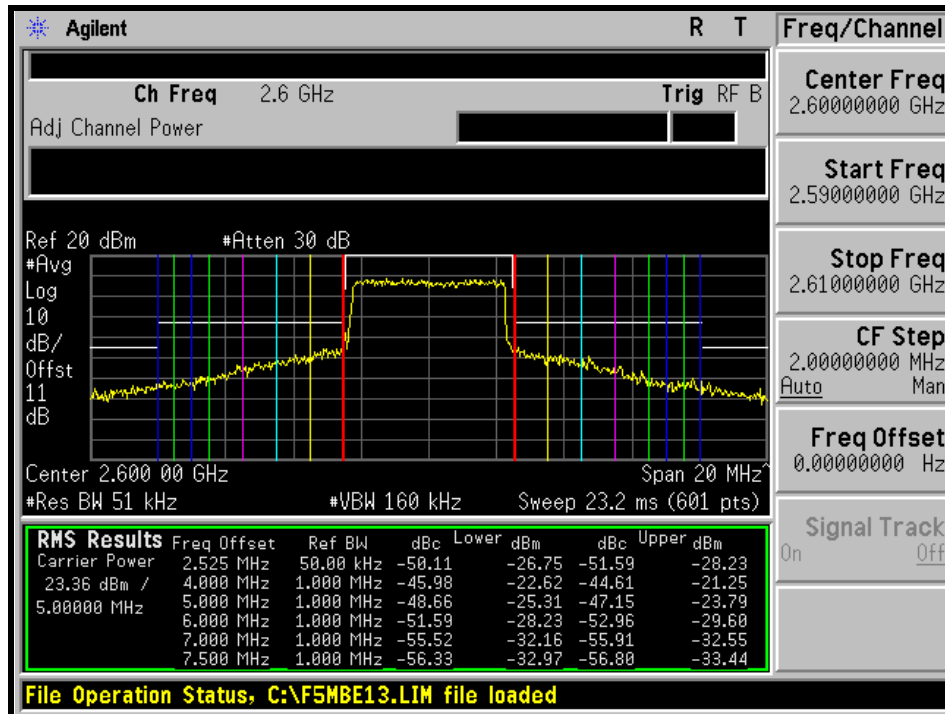 Agilent R T
Ch Freq 2.6 GHz Trig RF B
Adj Channel Power
Ref 20 dBm #Atten 30 dB
#Avg
Log
10
dB/
Offst
11
dB
Center 2.600 00 GHz Span 20 MHz^
#Res BW 51 kHz #VBW 160 kHz Sweep 23.2 ms (601 pts)
RMS Results Freq Offset Ref BW dBc Lower dBm dBc Upper dBm
Carrier Power 2.525 MHz 50.00 kHz -50.11 -26.75 -51.59 -28.23
23.36 dBm / 4.000 MHz 1.000 MHz -45.98 -22.62 -44.61 -21.25
5.00000 MHz 5.000 MHz 1.000 MHz -48.66 -25.31 -47.15 -23.79
6.000 MHz 1.000 MHz -51.59 -28.23 -52.96 -29.60
7.000 MHz 1.000 MHz -55.52 -32.16 -55.91 -32.55
7.500 MHz 1.000 MHz -56.33 -32.97 -56.80 -33.44
File Operation Status, C:\F5MBE13.LIM file loaded
Freq/Channel
Center Freq
2.60000000 GHz
Start Freq
2.59000000 GHz
Stop Freq
2.61000000 GHz
CF Step
2.00000000 MHz
Auto Man
Freq Offset
0.00000000 Hz
Signal Track
On Off